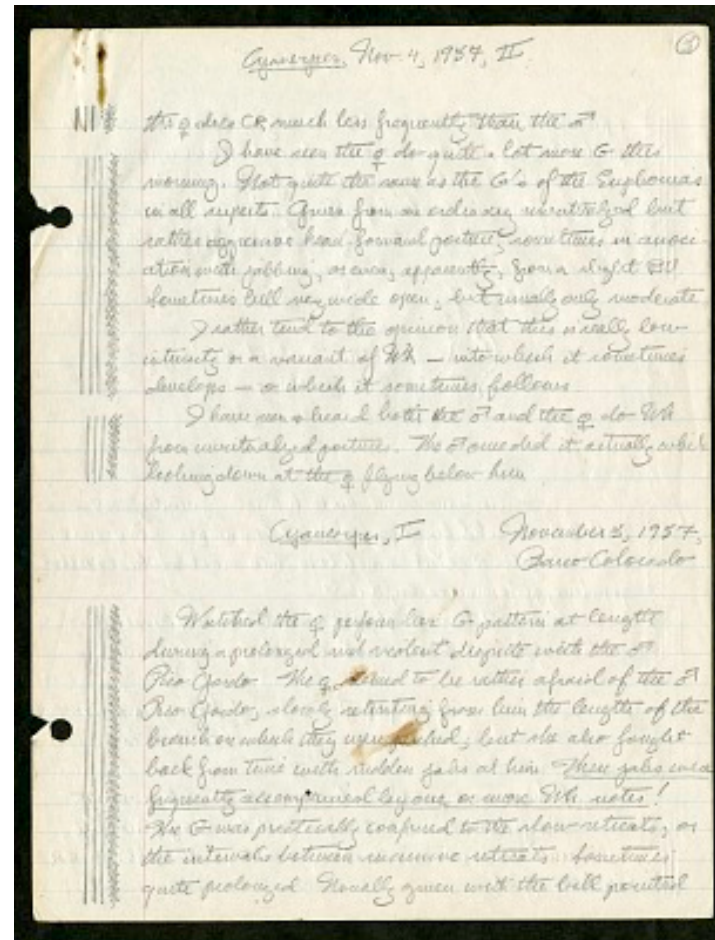 Cyanerpes, Nov. 4, 1957, II
3
the ♀ does CR much less frequently than the ♂
I have seen the ♀ do quite a lot more G this
morning. Not quite the same as the G's of the Euphonias
in all respects. Given from an ordinary unritualized but
rather aggressive head-forward posture, sometimes in associ-
ation with jabbing, or even, apparently, from a slight BU
Sometimes bill very wide open, but usually only moderate
I rather tend to the opinion that this is really low
intensity or a variant of Wh — into which it sometimes
develops — or which it sometimes follows
I have seen & heard both the ♂ and the ♀ do Wh
from unritualized posture. The ♂ once did it actually while
looking down at the ♀ flying below him
Cyanerpes, I
November 5, 1957,
Barro Colorado
Watched the ♀ perform her G pattern at length
during a prolonged not violent dispute with the ♂
Pico Gordo. The ♀ seemed to be rather afraid of the ♂
Pico Gordo, slowly retreating from him the length of the
branch on which they were perched; but she also fought
back from time with sudden jabs at him. These jabs were
frequently accompanied by one or more Wh notes!
The G was practically confined to the slow retreats, or
the intervals between successive retreats. Sometimes
quite prolonged. Usually given with the bill pointed